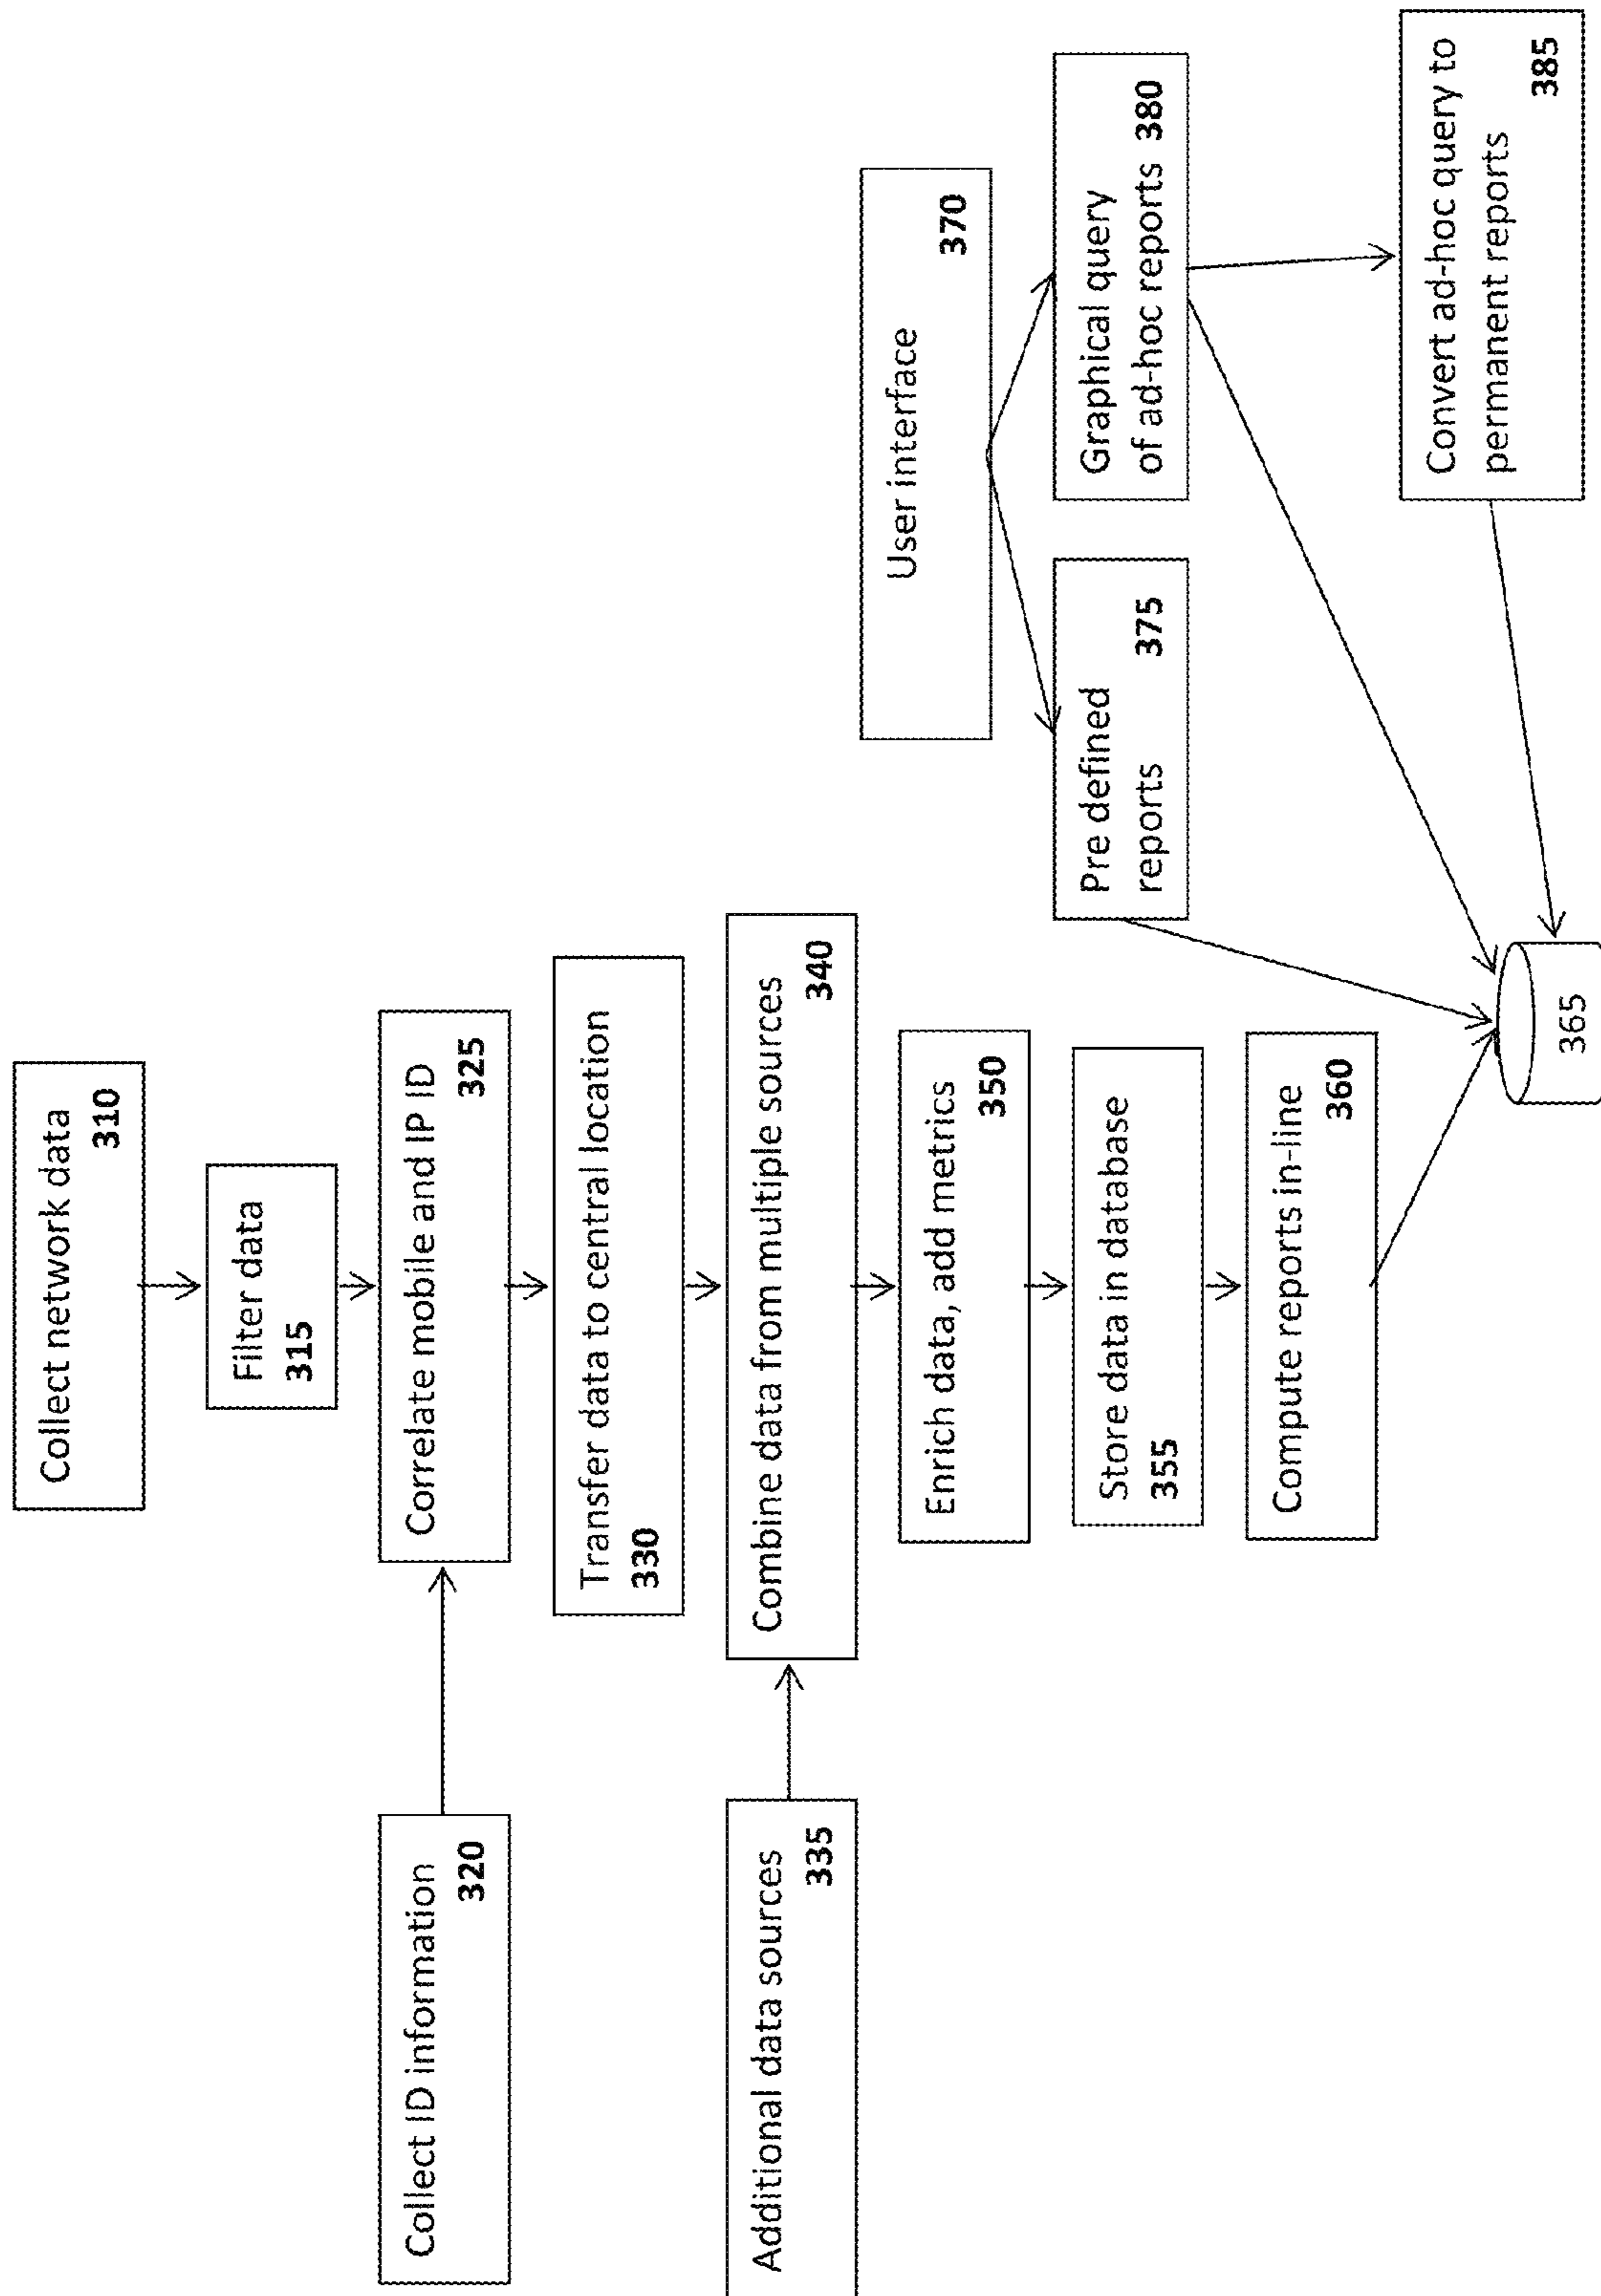 Collect network data
310
Filter data
315
Collect ID information
320
Correlate mobile and IP ID
325
Transfer data to central location
330
Additional data sources
335
Combine data from multiple sources
340
Enrich data, add metrics
350
Store data in database
355
Compute reports in-line
360
365
User interface
370
Pre defined
reports 375
Graphical query
of ad-hoc reports 380
Convert ad-hoc query to
permanent reports
385